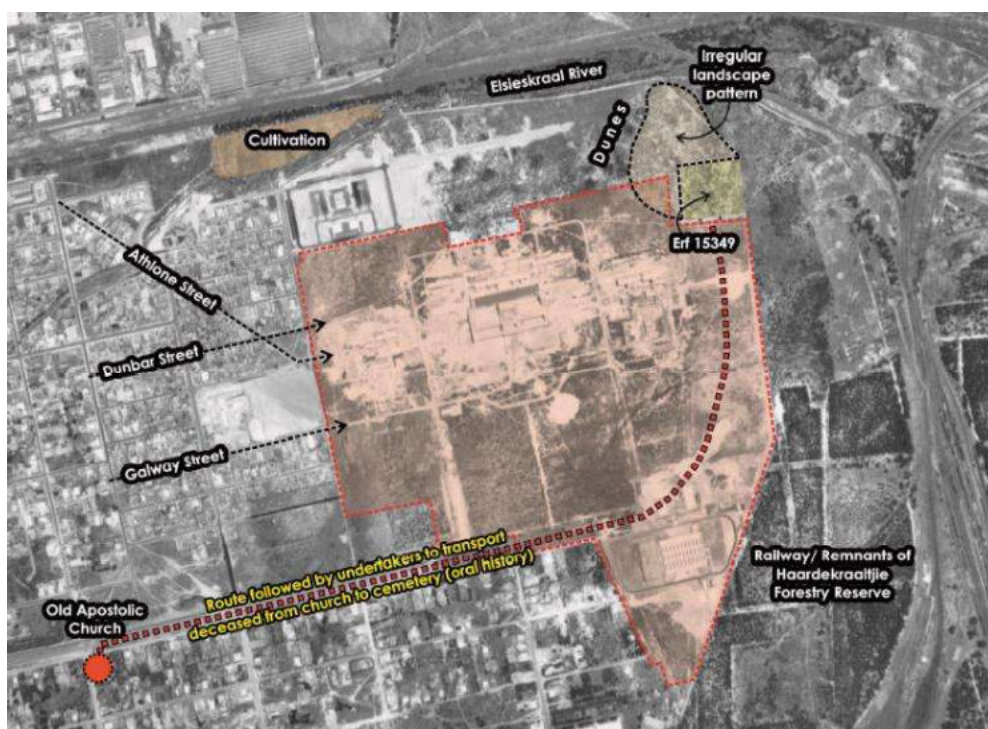 Irregular
landscape
pattern
Elsieskraal River
Dunes
Cultivation
Erf 15349
Athlone Street
Dunbar Street
Galway Street
Route followed by undertakers to transport
deceased from church to cemetery (oral history)
Old Apostolic
Church
Railway/ Remnants of
Haardekraaltjie
Forestry Reserve